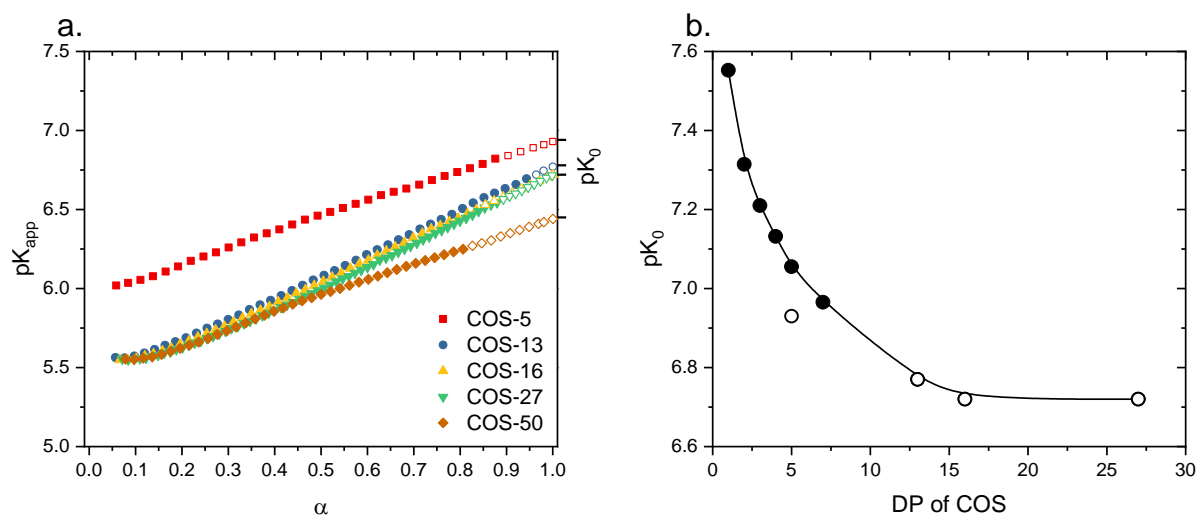 a.
7.5
7.0
6.5
6.0
5.5
5.0
pKapp
0.0 0.1 0.2 0.3 0.4 0.5 0.6 0.7 0.8 0.9 1.0
α
pK0
COS-5
COS-13
COS-16
COS-27
COS-50
b.
7.6
7.4
7.2
7.0
6.8
6.6
pK0
0 5 10 15 20 25 30
DP of COS